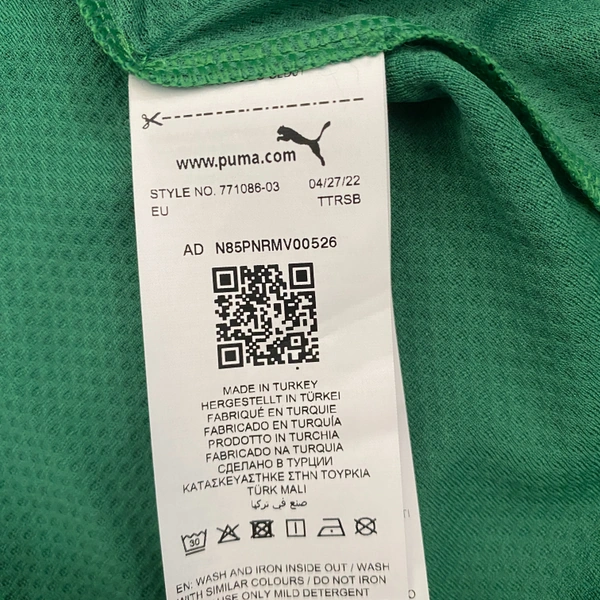 www.puma.com
STYLE NO. 771086-03 04/27/22
EU TTRSB
AD N85PNRMV00526
MADE IN TURKEY
HERGESTELLT IN TÜRKEI
FABRIQUÉ EN TURQUIE
FABRICADO EN TURQUÍA
PRODOTTO IN TURCHIA
FABRICADO NA TURQUIA
СДЕЛАНО В ТУРЦИИ
ΚΑΤΑΣΚΕΥΑΣΤΗΚΕ ΣΤΗΝ ΤΟΥΡΚΙΑ
TÜRK MALI
صنع في تركيا
30
EN: WASH AND IRON INSIDE OUT / WASH
WITH SIMILAR COLOURS / DO NOT IRON
USE ONLY MILD DETERGENT